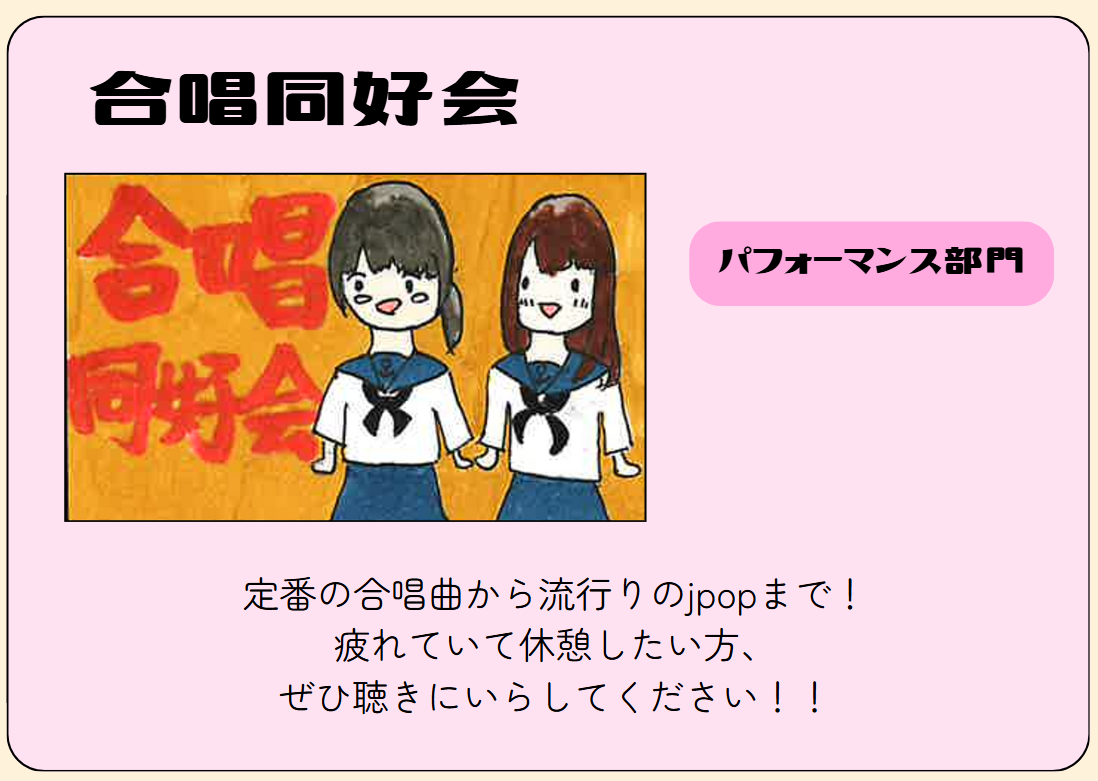 合唱同好会
合唱
同好会
パフォーマンス部門
定番の合唱曲から流行りのjpopまで！
疲れていて休憩したい方、
ぜひ聴きにいらしてください！！